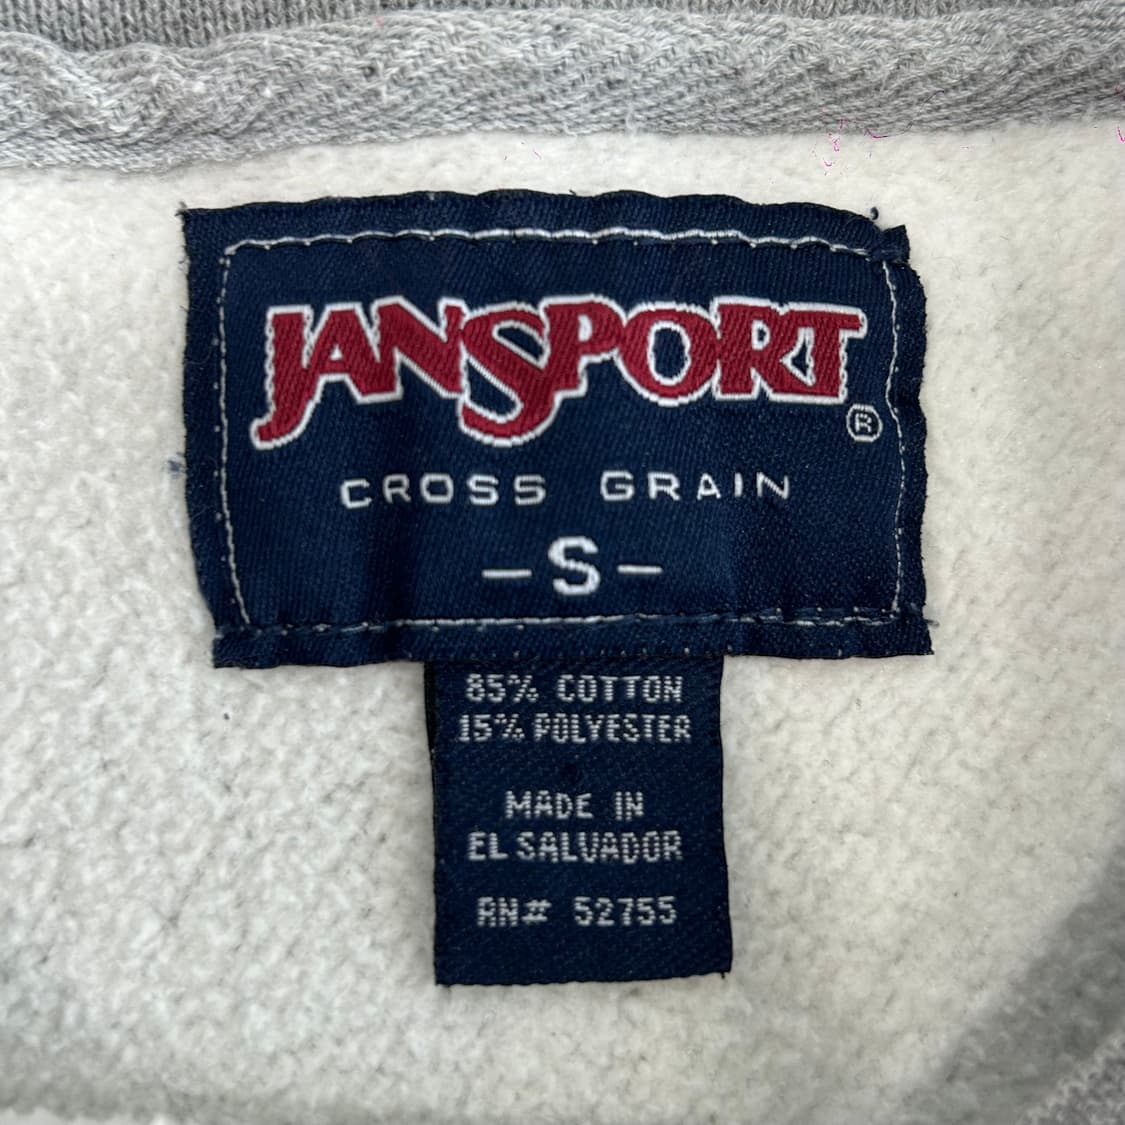 JANSPORT
®
CROSS GRAIN
-S-
85% COTTON
15% POLYESTER
MADE IN
EL SALVADOR
RN# 52755